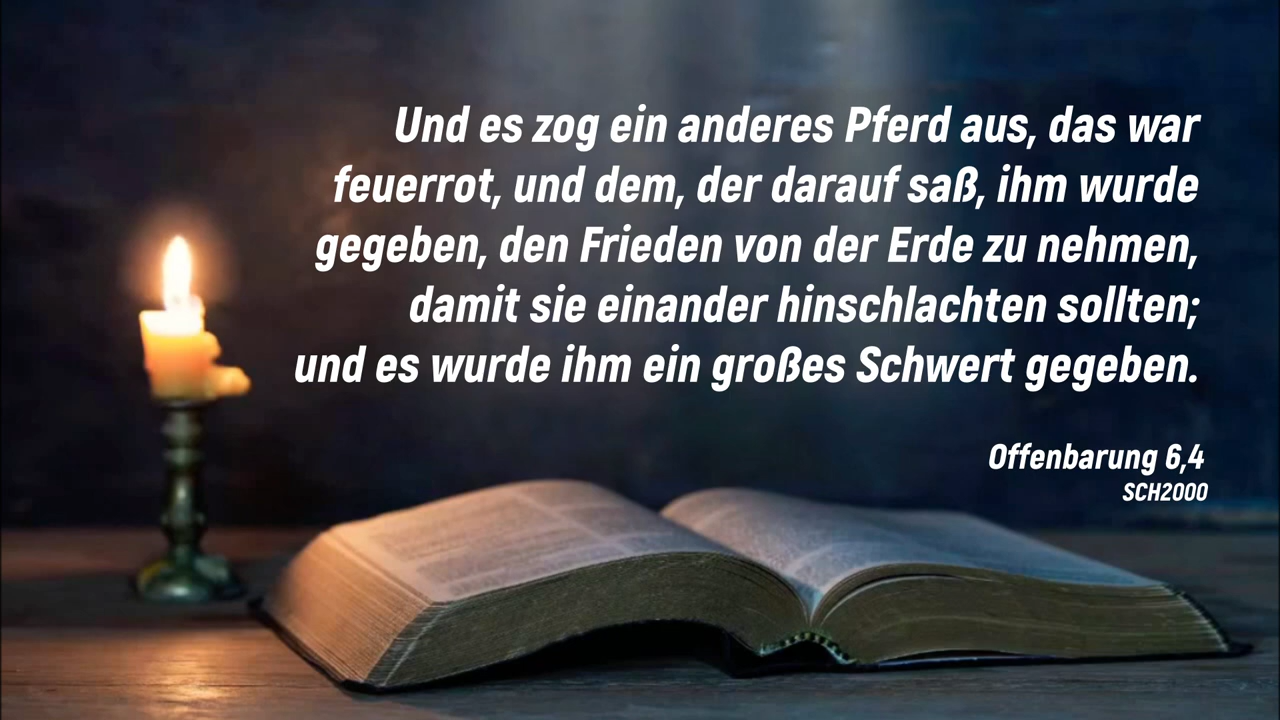 Und es zog ein anderes Pferd aus, das war
feuerrot, und dem, der darauf saß, ihm wurde
gegeben, den Frieden von der Erde zu nehmen,
damit sie einander hinschlachten sollten;
und es wurde ihm ein großes Schwert gegeben.
Offenbarung 6,4
SCH2000